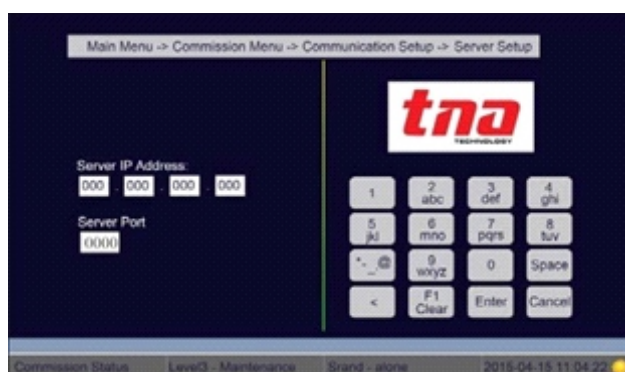 Main Menu -> Commission Menu -> Communication Setup -> Server Setup
tna
TECHNOLOGY
Server IP Address:
000 . 000 . 000 . 000
Server Port
0000
1
2 abc
3 def
4 ghi
5 jkl
6 mno
7 pqrs
8 tuv
*-_@
9 wxyz
0
Space
<
F1 Clear
Enter
Cancel
Commission Status
Level3 - Maintenance
Srand - alone
2015-04-15 11:04:22